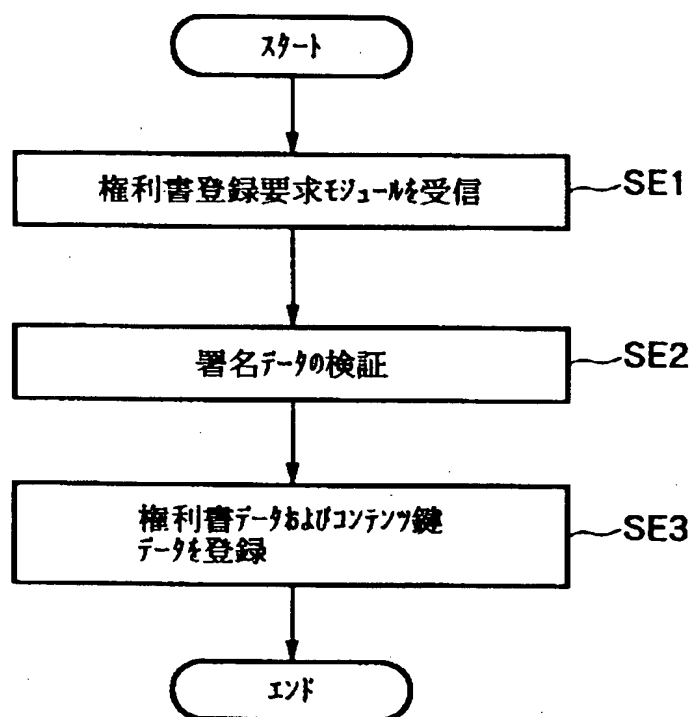 スタート
権利書登録要求モジュールを受信
SE1
署名データの検証
SE2
権利書データおよびコンテンツ鍵
データを登録
SE3
エンド